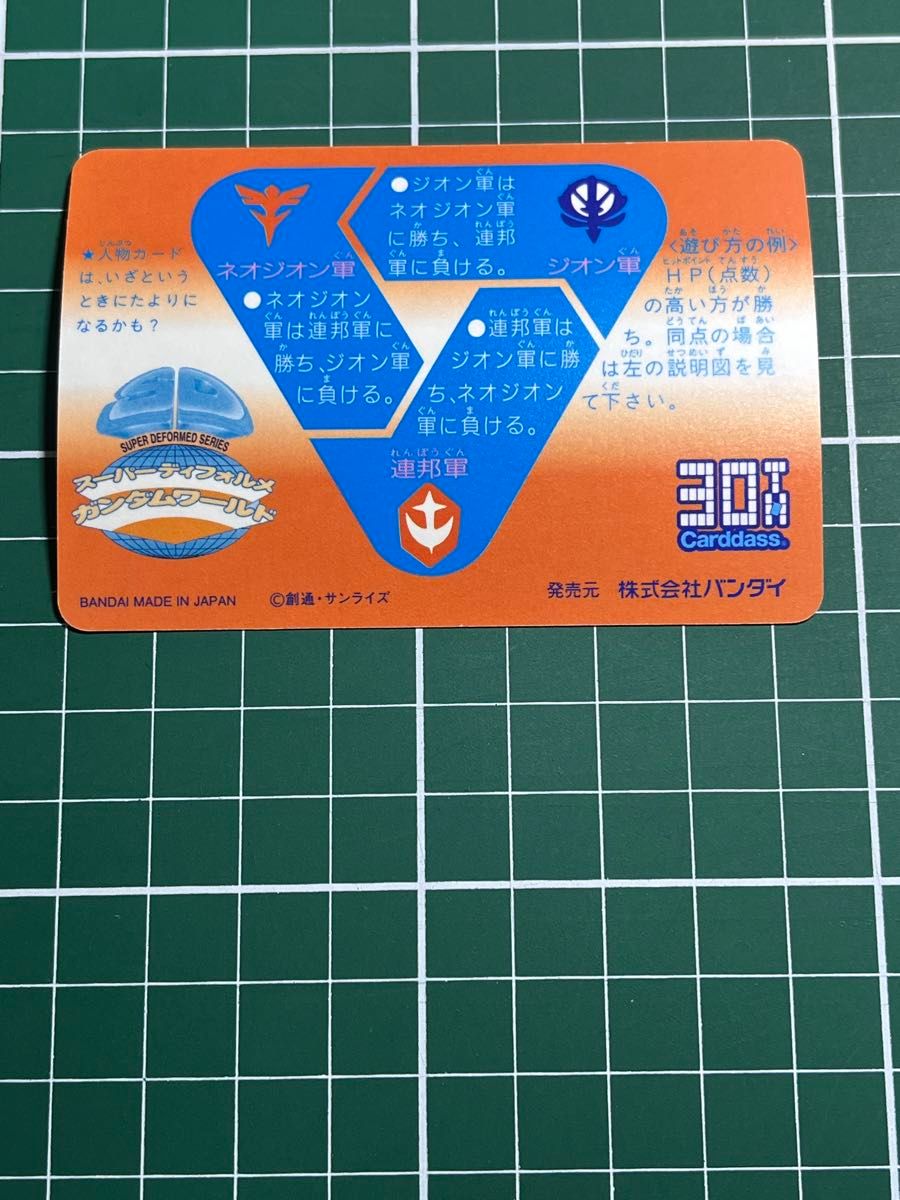 ★人物カード
は、いざという
ときにたよりに
なるかも？
ネオジオン軍
●ネオジオン
軍は連邦軍に
勝ち、ジオン軍
に負ける。
●ジオン軍は
ネオジオン軍
に勝ち、連邦
軍に負ける。
ジオン軍
●連邦軍は
ジオン軍に勝
ち、ネオジオン
軍に負ける。
連邦軍
<遊び方の例>
HP(点数)
の高い方が勝
ち。同点の場合
は左の説明図を見
て下さい。
SUPER DEFORMED SERIES
スーパーディフォルメ
ガンダムワールド
Carddass®
BANDAI MADE IN JAPAN
©創通・サンライズ
発売元 株式会社バンダイ